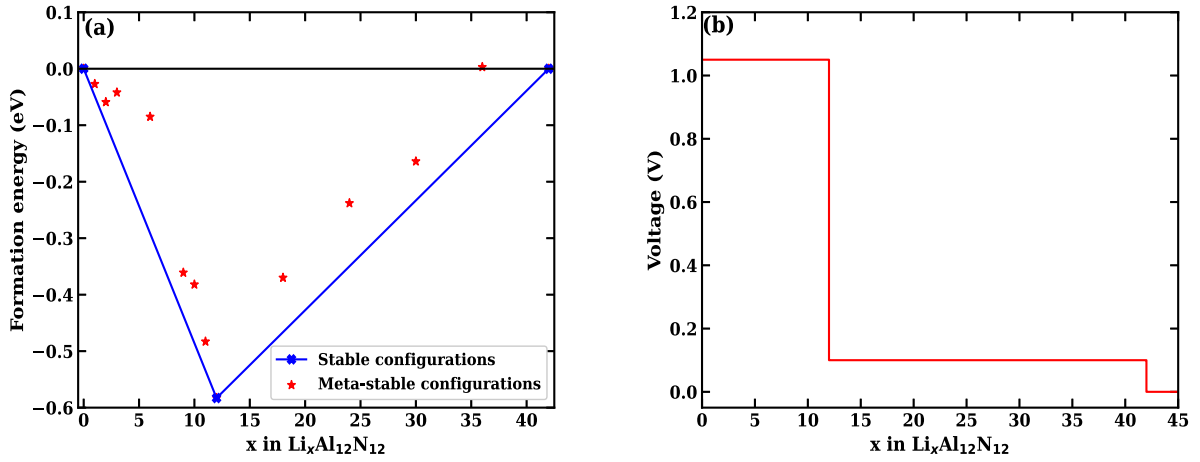 (a)
0.1
0.0
−0.1
−0.2
−0.3
−0.4
−0.5
−0.6
Formation energy (eV)
0 5 10 15 20 25 30 35 40
x in LiₓAl₁₂N₁₂
Stable configurations
Meta-stable configurations
(b)
1.2
1.0
0.8
0.6
0.4
0.2
0.0
Voltage (V)
0 5 10 15 20 25 30 35 40 45
x in LiₓAl₁₂N₁₂